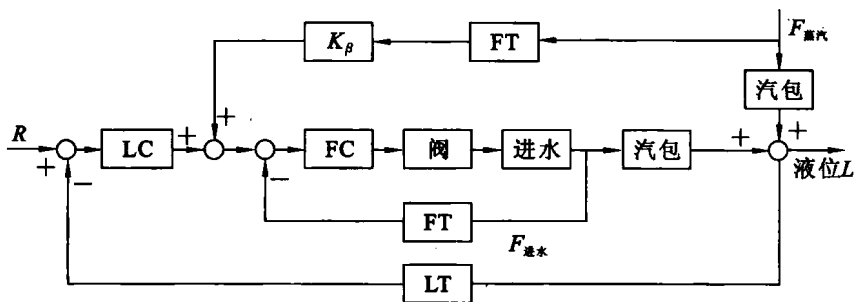 F蒸汽
Kβ
FT
汽包
+
+
+
R
+
LC
+
FC
阀
进水
汽包
+
液位L
−
−
FT
F进水
LT